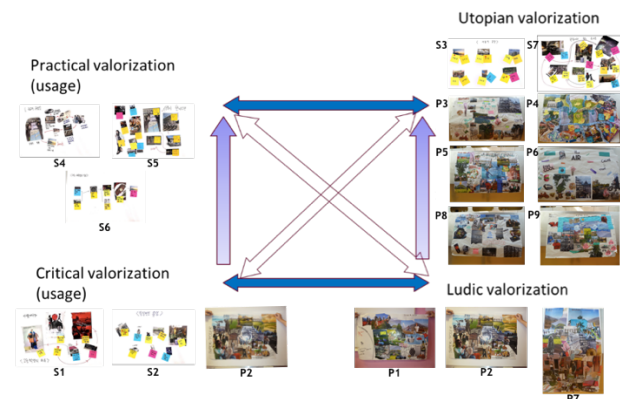 Utopian valorization
Practical valorization
(usage)
S3
S7
P3
P4
S4
S5
P5
P6
S6
P8
P9
Critical valorization
(usage)
Ludic valorization
S1
S2
P2
P1
P2
P7